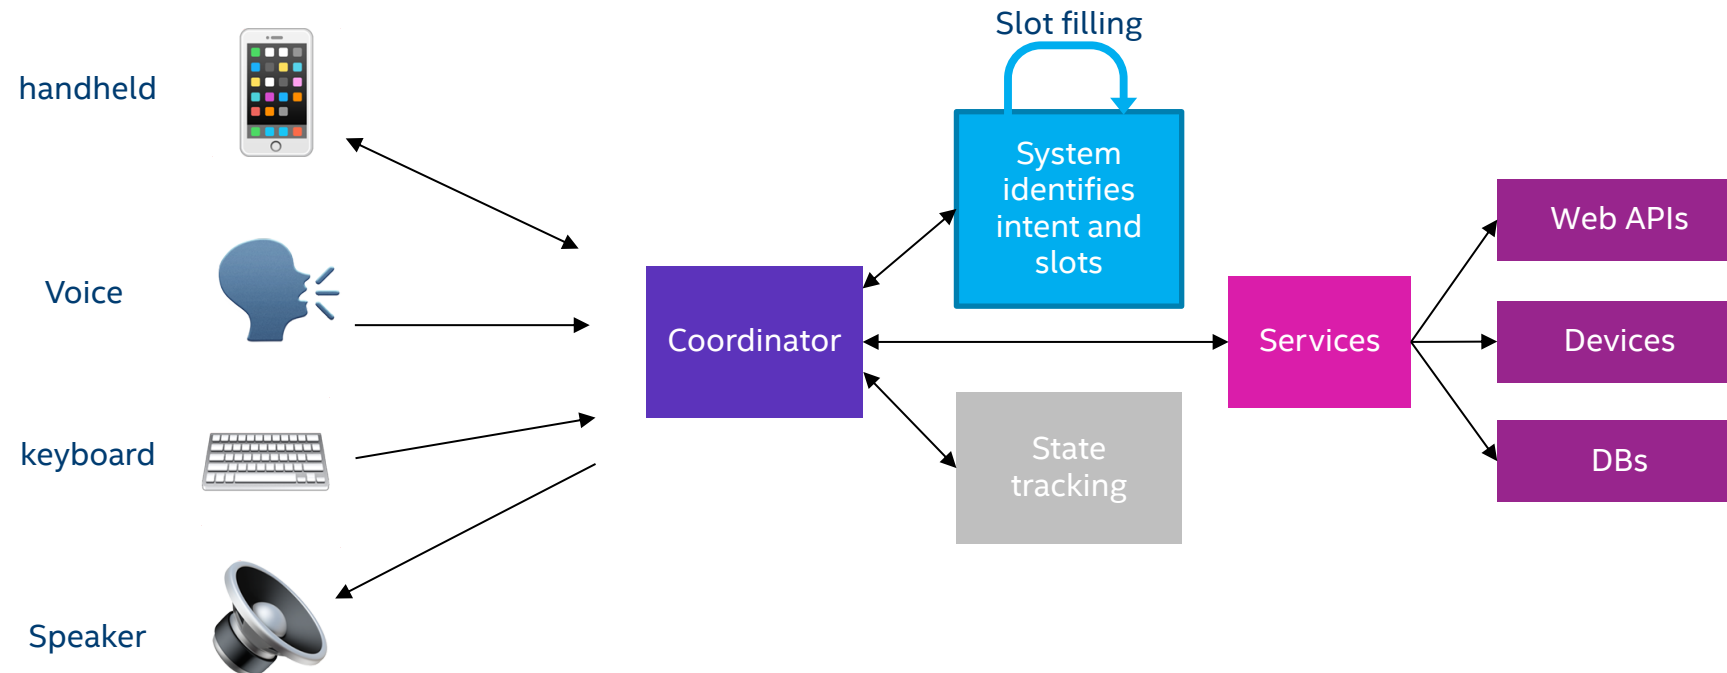 Slot filling
handheld
System
identifies
intent and
slots
Web APIs
Voice
Coordinator
Services
Devices
keyboard
State
tracking
DBs
Speaker